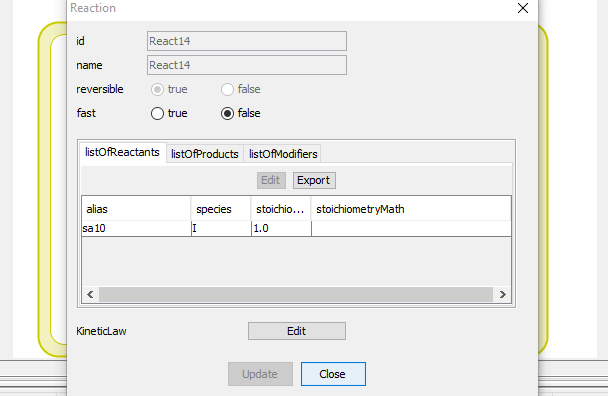 Reaction
id React14
name React14
reversible true false
fast true false
listOfReactants listOfProducts listOfModifiers
Edit Export
alias species stoichio... stoichiometryMath
sa10 I 1.0
KineticLaw Edit
Update Close